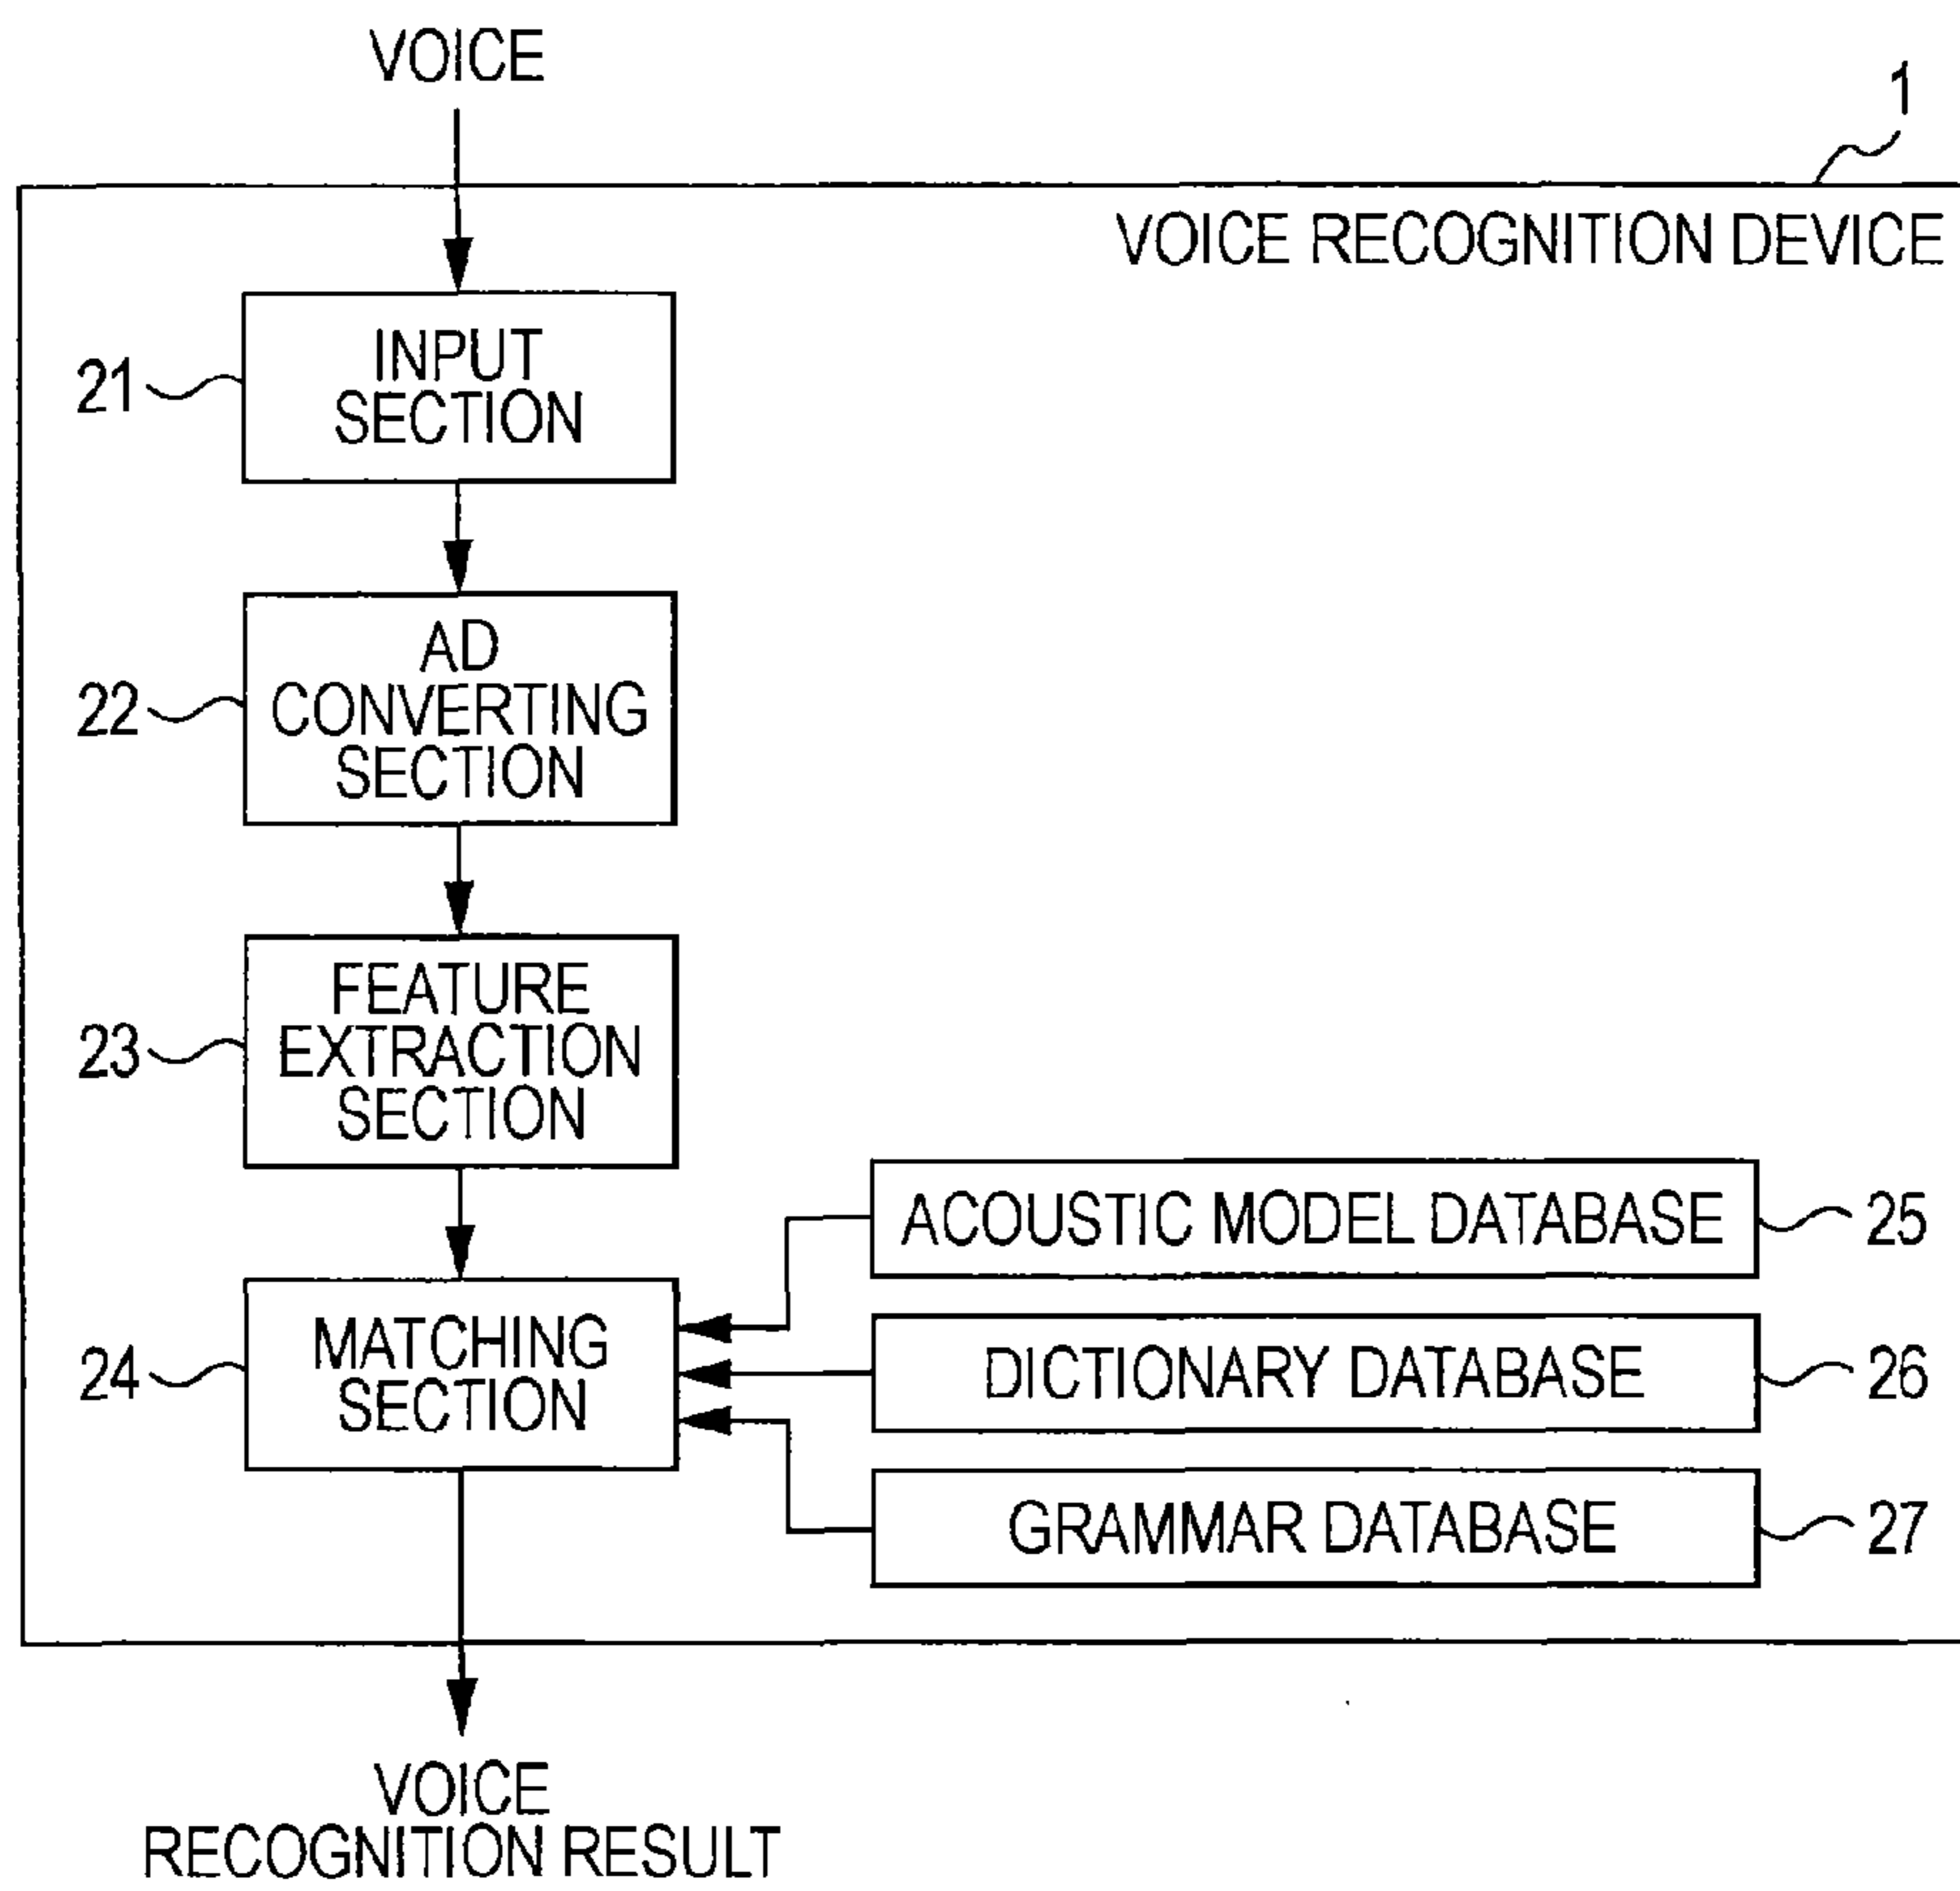 VOICE
1
VOICE RECOGNITION DEVICE
21
INPUT
SECTION
22
AD
CONVERTING
SECTION
23
FEATURE
EXTRACTION
SECTION
24
MATCHING
SECTION
ACOUSTIC MODEL DATABASE
25
DICTIONARY DATABASE
26
GRAMMAR DATABASE
27
VOICE
RECOGNITION RESULT